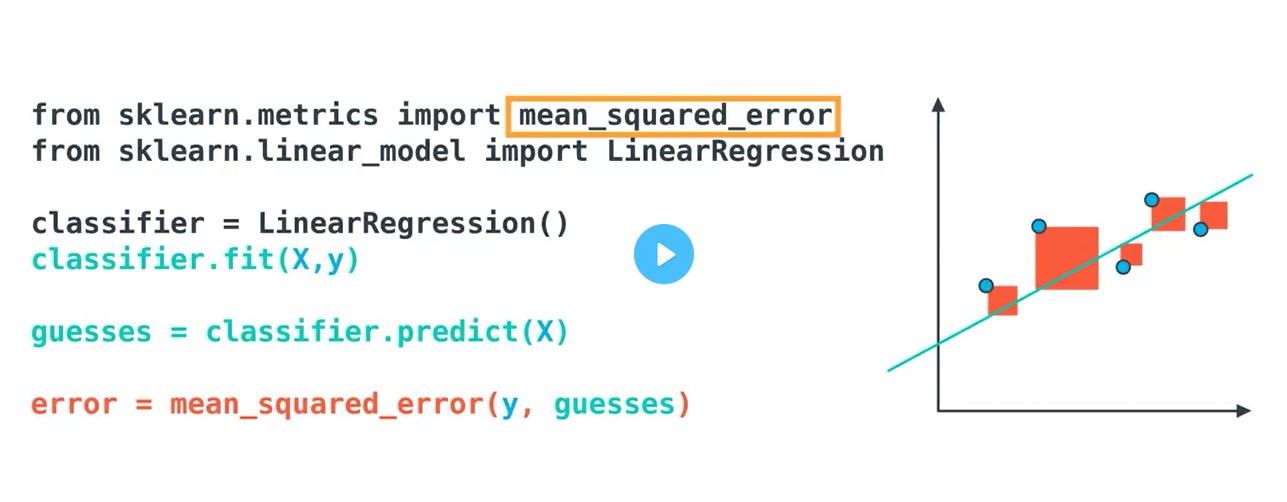 from sklearn.metrics import mean_squared_error
from sklearn.linear_model import LinearRegression
classifier = LinearRegression()
classifier.fit(X,y)
guesses = classifier.predict(X)
error = mean_squared_error(y, guesses)